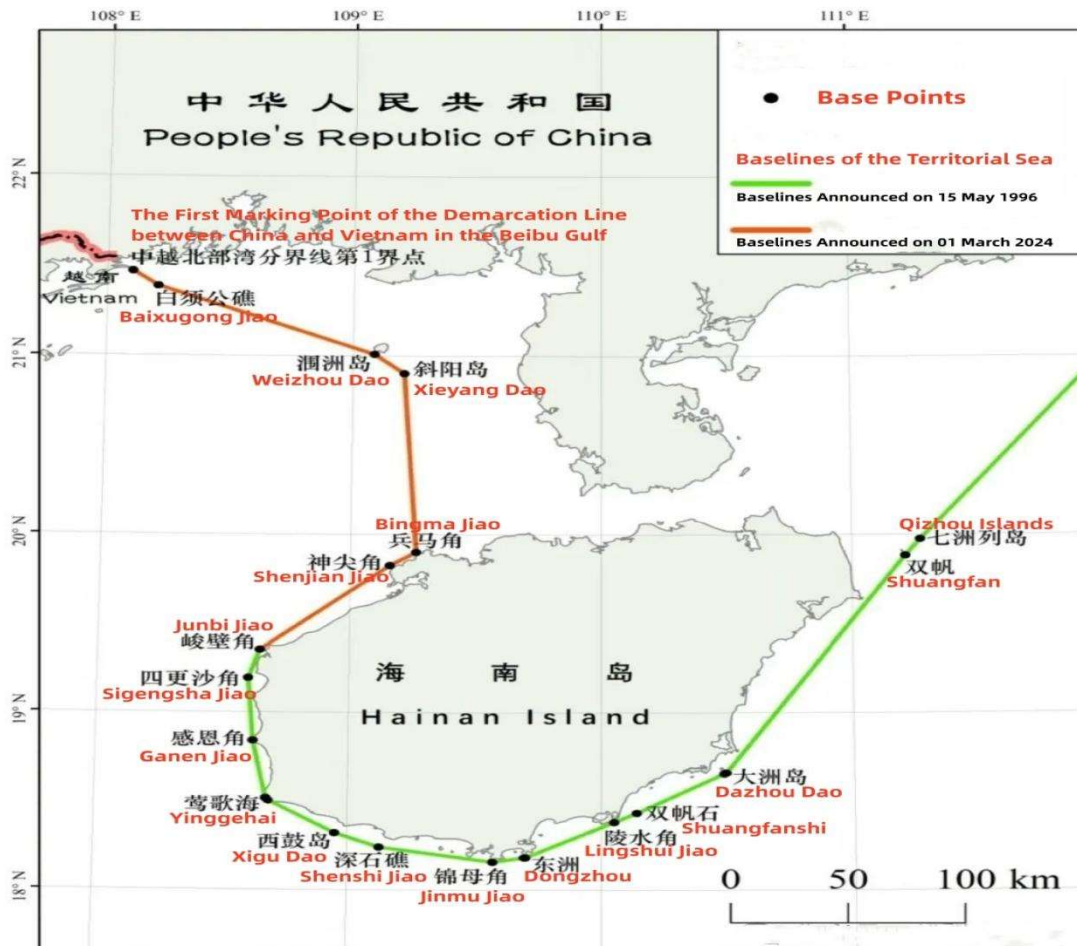 108° E
109° E
110° E
111° E
中华人民共和国
People's Republic of China
Base Points
Baselines of the Territorial Sea
Baselines Announced on 15 May 1996
Baselines Announced on 01 March 2024
22° N
The First Marking Point of the Demarcation Line
between China and Vietnam in the Beibu Gulf
中越北部湾分界线第1界点
越南
Vietnam
白须公礁
Baixugong Jiao
21° N
涠洲岛
Weizhou Dao
斜阳岛
Xieyang Dao
20° N
Bingma Jiao
兵马角
神尖角
Shenjian Jiao
Qizhou Islands
七洲列岛
双帆
Shuangfan
Junbi Jiao
峻壁角
四更沙角
Sigengsha Jiao
海南岛
Hainan Island
19° N
感恩角
Ganen Jiao
莺歌海
Yinggehai
大洲岛
Dazhou Dao
双帆石
Shuangfanshi
陵水角
Lingshui Jiao
西鼓岛
Xigu Dao
深石礁
Shenshi Jiao
锦母角
Jinmu Jiao
东洲
Dongzhou
18° N
0 50 100 km